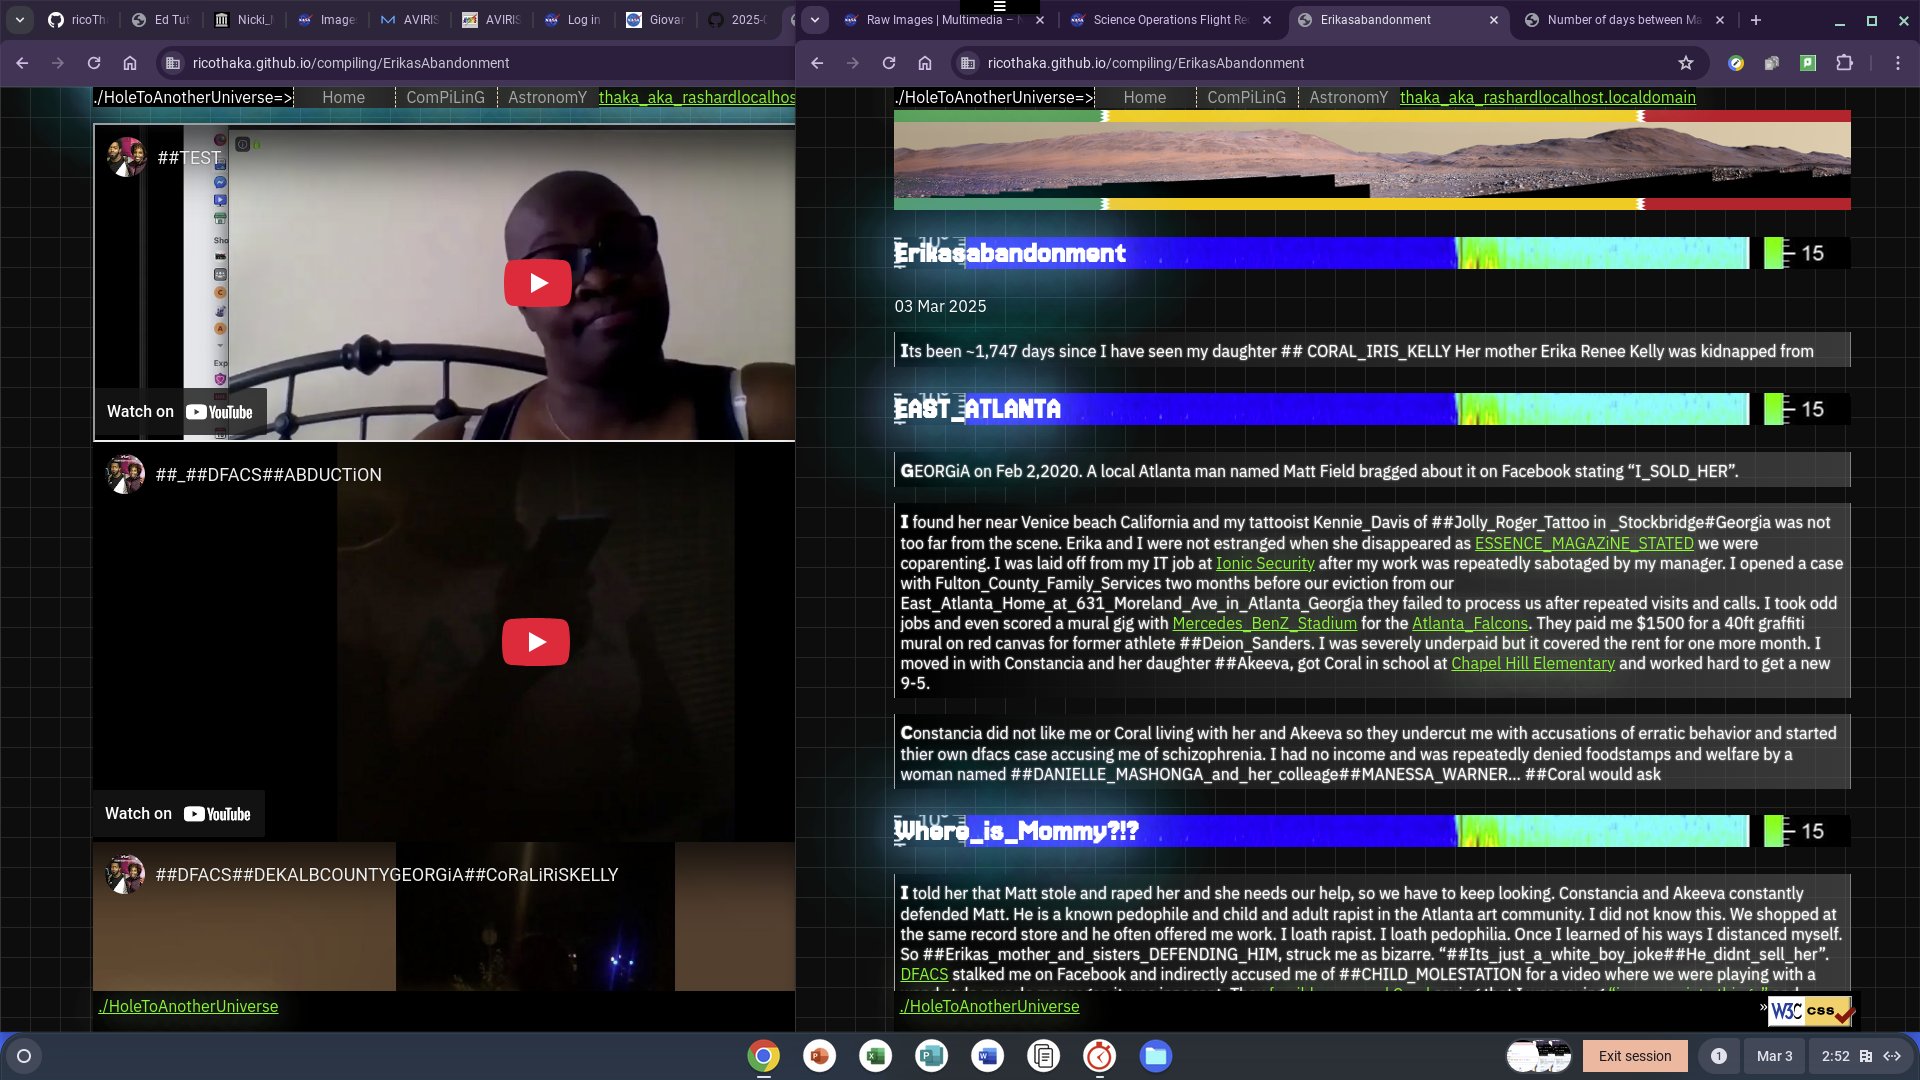 ricoTh
Ed Tut
Nicki_I
Image
AVIRIS
AVIRIS
Log in
Giovar
2025-0
Raw Images | Multimedia –
Science Operations Flight Re
Erikasabandonment
Number of days between Ma
ricothaka.github.io/compiling/ErikasAbandonment
ricothaka.github.io/compiling/ErikasAbandonment
./HoleToAnotherUniverse=>
Home
ComPiLinG
AstronomY
thaka_aka_rashardlocalhos
##TEST
Sho
Exp
Watch on YouTube
##_##DFACS##ABDUCTiON
Watch on YouTube
##DFACS##DEKALBCOUNTYGEORGiA##CoRaLiRiSKELLY
./HoleToAnotherUniverse
./HoleToAnotherUniverse=>
Home
ComPiLinG
AstronomY
thaka_aka_rashardlocalhost.localdomain
Erikasabandonment
15
03 Mar 2025
Its been ~1,747 days since I have seen my daughter ## CORAL_IRIS_KELLY Her mother Erika Renee Kelly was kidnapped from
EAST_ATLANTA
15
GEORGiA on Feb 2,2020. A local Atlanta man named Matt Field bragged about it on Facebook stating “I_SOLD_HER”.
I found her near Venice beach California and my tattooist Kennie_Davis of ##Jolly_Roger_Tattoo in _Stockbridge#Georgia was not
too far from the scene. Erika and I were not estranged when she disappeared as ESSENCE_MAGAZiNE_STATED we were
coparenting. I was laid off from my IT job at Ionic Security after my work was repeatedly sabotaged by my manager. I opened a case
with Fulton_County_Family_Services two months before our eviction from our
East_Atlanta_Home_at_631_Moreland_Ave_in_Atlanta_Georgia they failed to process us after repeated visits and calls. I took odd
jobs and even scored a mural gig with Mercedes_BenZ_Stadium for the Atlanta_Falcons. They paid me $1500 for a 40ft graffiti
mural on red canvas for former athlete ##Deion_Sanders. I was severely underpaid but it covered the rent for one more month. I
moved in with Constancia and her daughter ##Akeeva, got Coral in school at Chapel Hill Elementary and worked hard to get a new
9-5.
Constancia did not like me or Coral living with her and Akeeva so they undercut me with accusations of erratic behavior and started
thier own dfacs case accusing me of schizophrenia. I had no income and was repeatedly denied foodstamps and welfare by a
woman named ##DANIELLE_MASHONGA_and_her_colleage##MANESSA_WARNER… ##Coral would ask
Where_is_Mommy?!?
15
I told her that Matt stole and raped her and she needs our help, so we have to keep looking. Constancia and Akeeva constantly
defended Matt. He is a known pedophile and child and adult rapist in the Atlanta art community. I did not know this. We shopped at
the same record store and he often offered me work. I loath rapist. I loath pedophilia. Once I learned of his ways I distanced myself.
So ##Erikas_mother_and_sisters_DEFENDING_HIM, struck me as bizarre. “##Its_just_a_white_boy_joke##He_didnt_sell_her”.
DFACS stalked me on Facebook and indirectly accused me of ##CHILD_MOLESTATION for a video where we were playing with a
./HoleToAnotherUniverse
» W3C css
Exit session
1
Mar 3
2:52